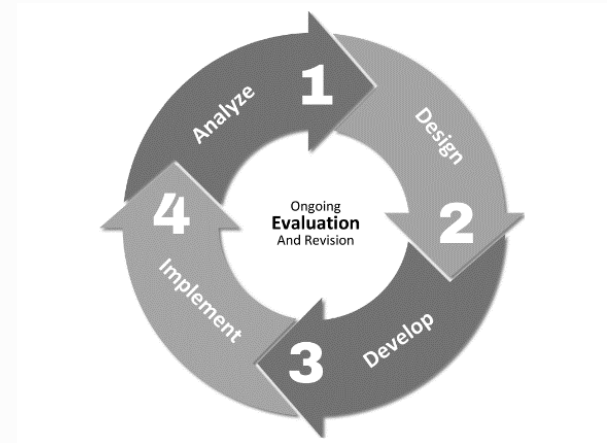 Analyze
1
Design
2
Develop
3
Implement
4
Ongoing
Evaluation
And Revision